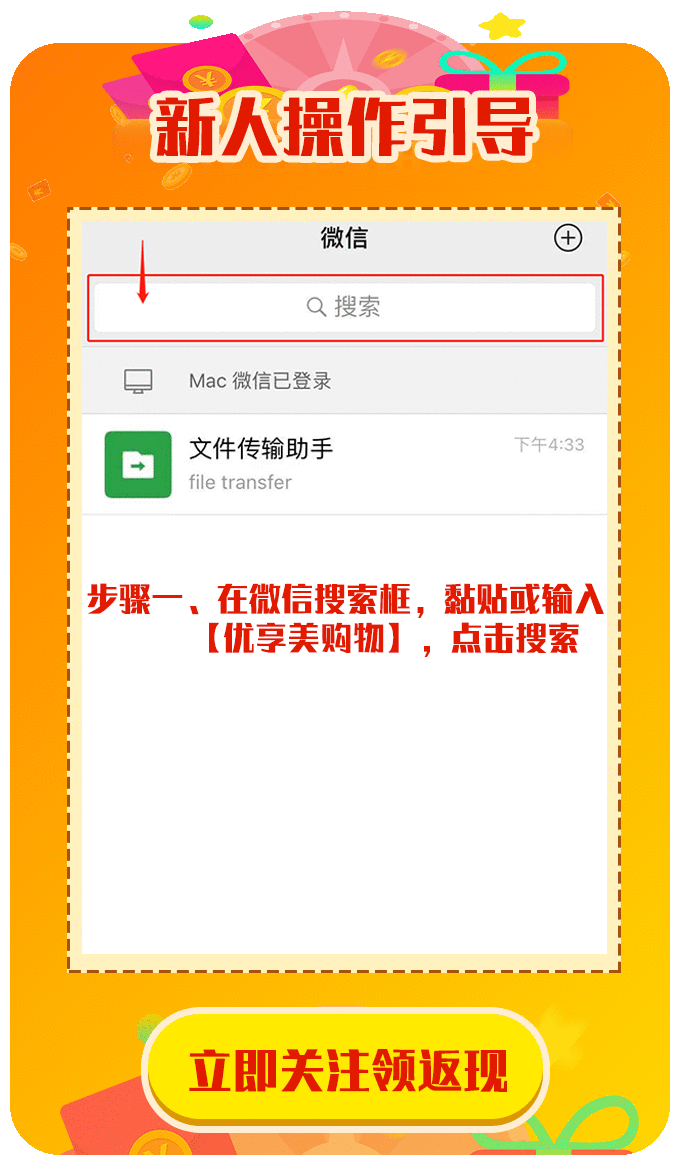 新人操作引导
微信
搜索
Mac 微信已登录
文件传输助手
下午4:33
file transfer
步骤一、在微信搜索框，黏贴或输入
【优享美购物】，点击搜索
立即关注领返现